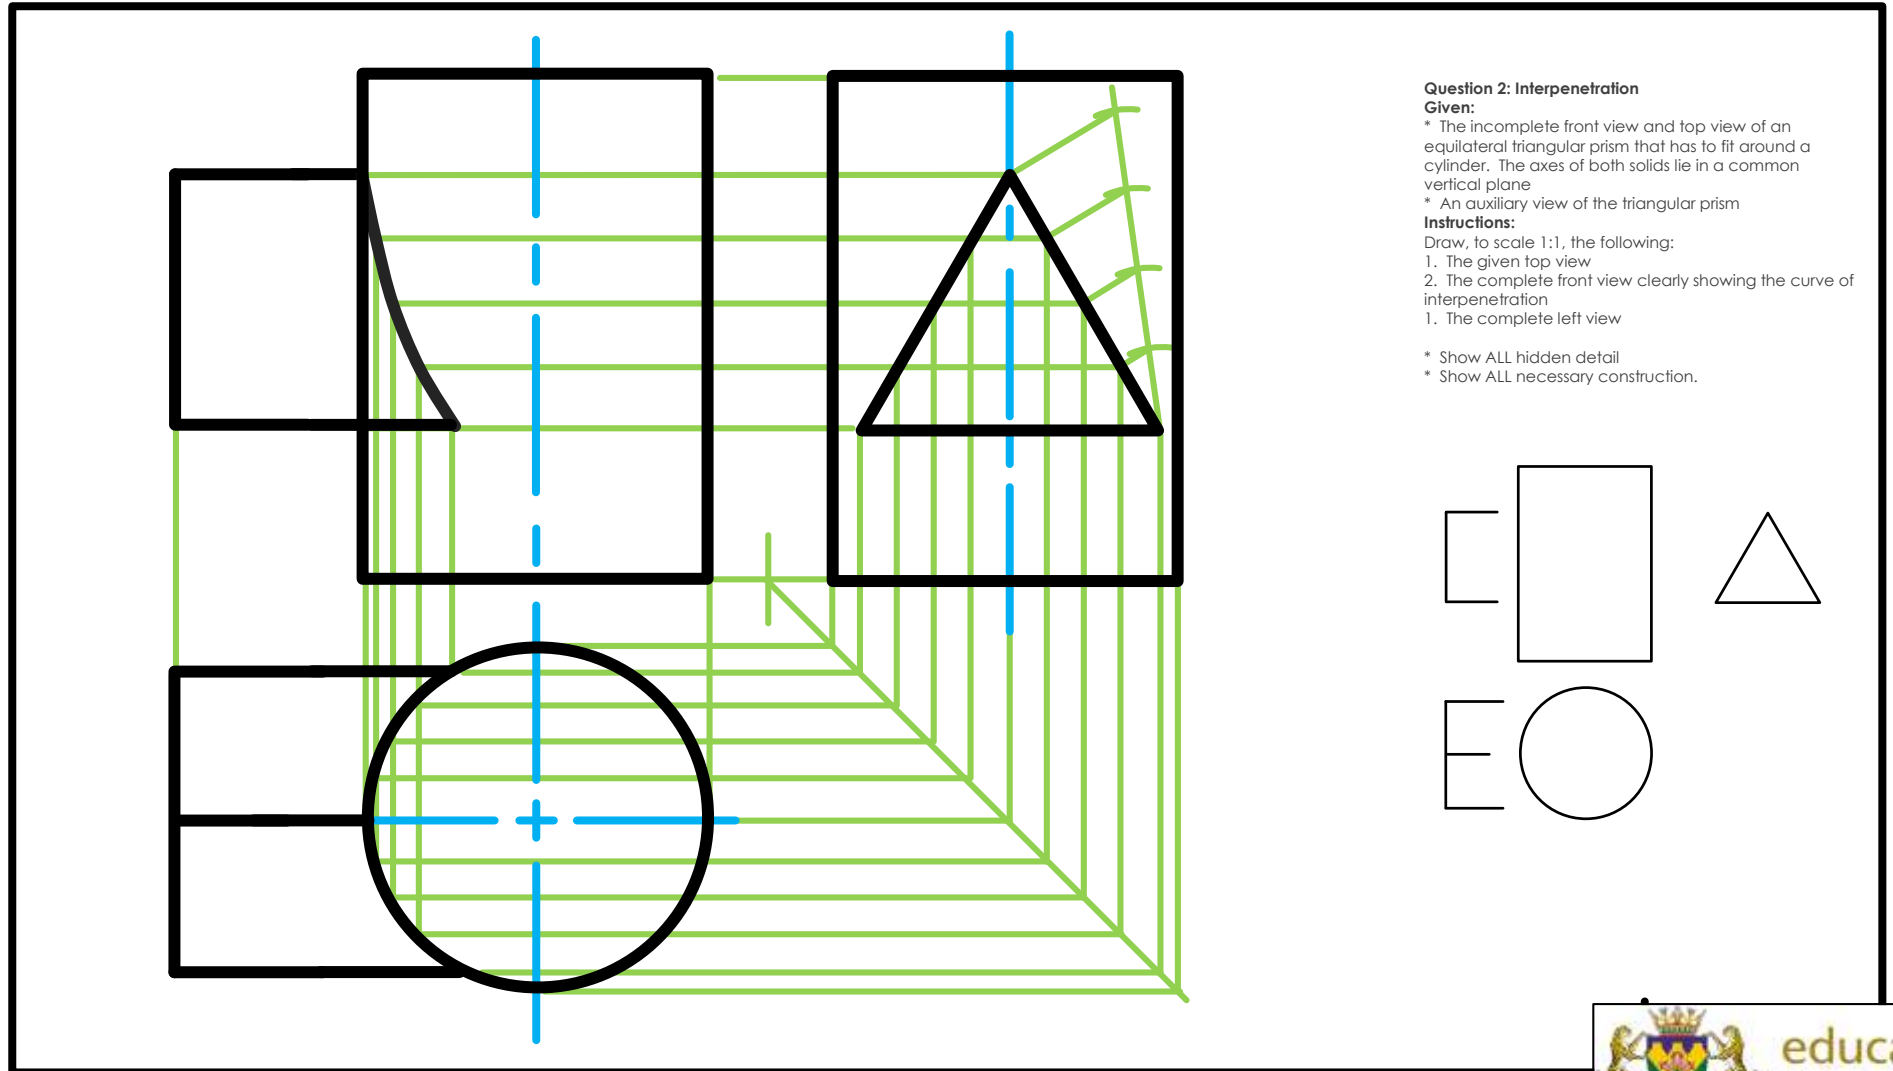 Question 2: Interpenetration
Given:
* The incomplete front view and top view of an
equilateral triangular prism that has to fit around a
cylinder. The axes of both solids lie in a common
vertical plane
* An auxiliary view of the triangular prism
Instructions:
Draw, to scale 1:1, the following:
1. The given top view
2. The complete front view clearly showing the curve of
interpenetration
1. The complete left view
* Show ALL hidden detail
* Show ALL necessary construction.